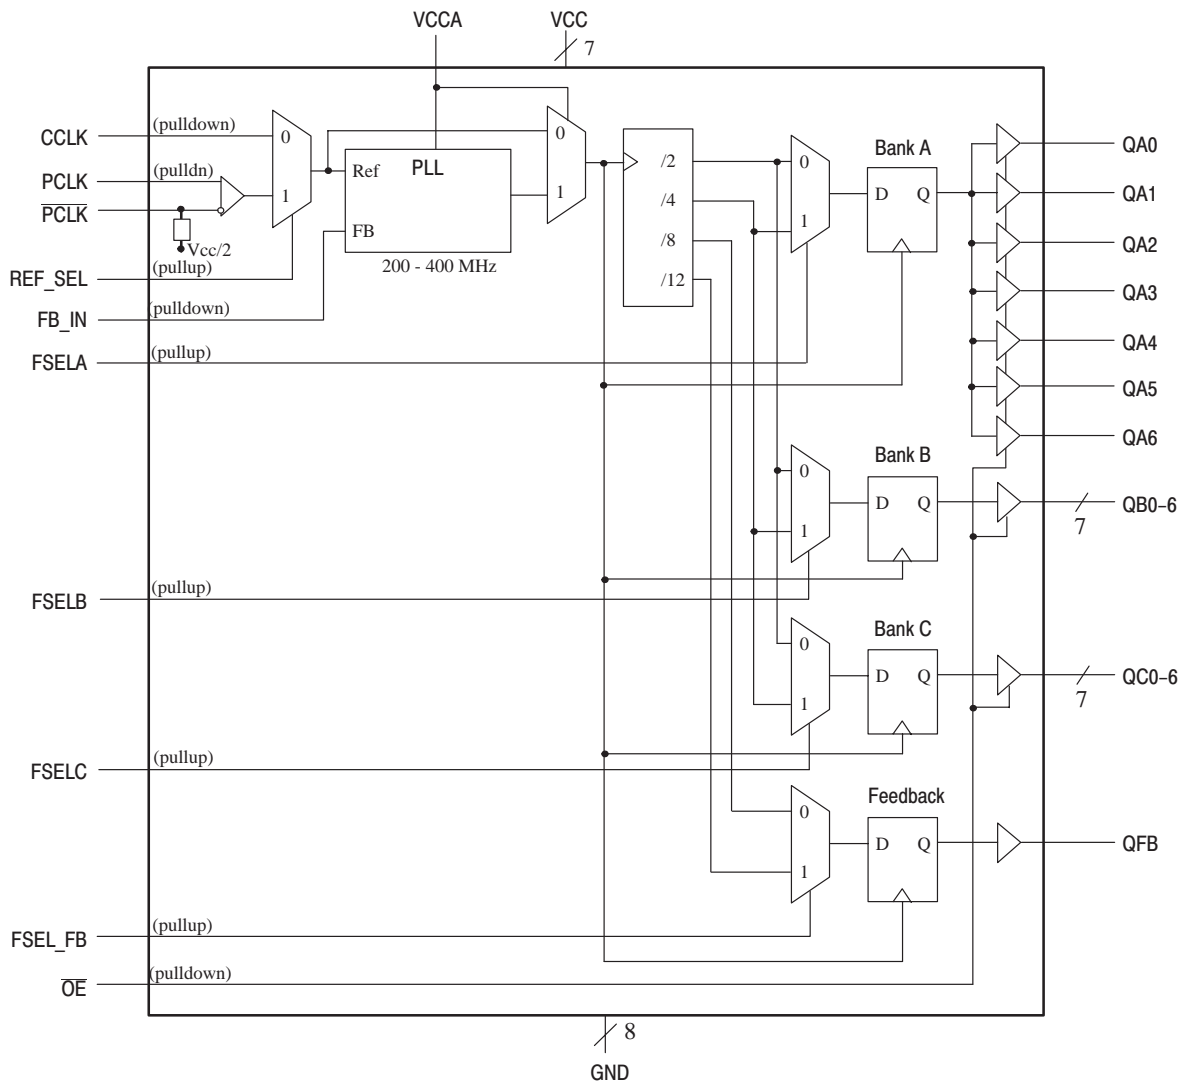 VCCA VCC
7
CCLK (pulldown) 0 0 /2 0 Bank A QA0
PCLK (pulldn) 1 Ref PLL 1 /4 1 D Q QA1
PCLK Vcc/2 FB /8 QA2
REF_SEL (pullup) 200 - 400 MHz /12 QA3
FB_IN (pulldown)
QA4
FSELA (pullup)
QA5
QA6
Bank B
0 D Q QB0–6
1 7
FSELB (pullup)
Bank C
0 D Q QC0–6
1 7
FSELC (pullup)
Feedback
0 D Q QFB
1
FSEL_FB (pullup)
OE (pulldown)
8
GND